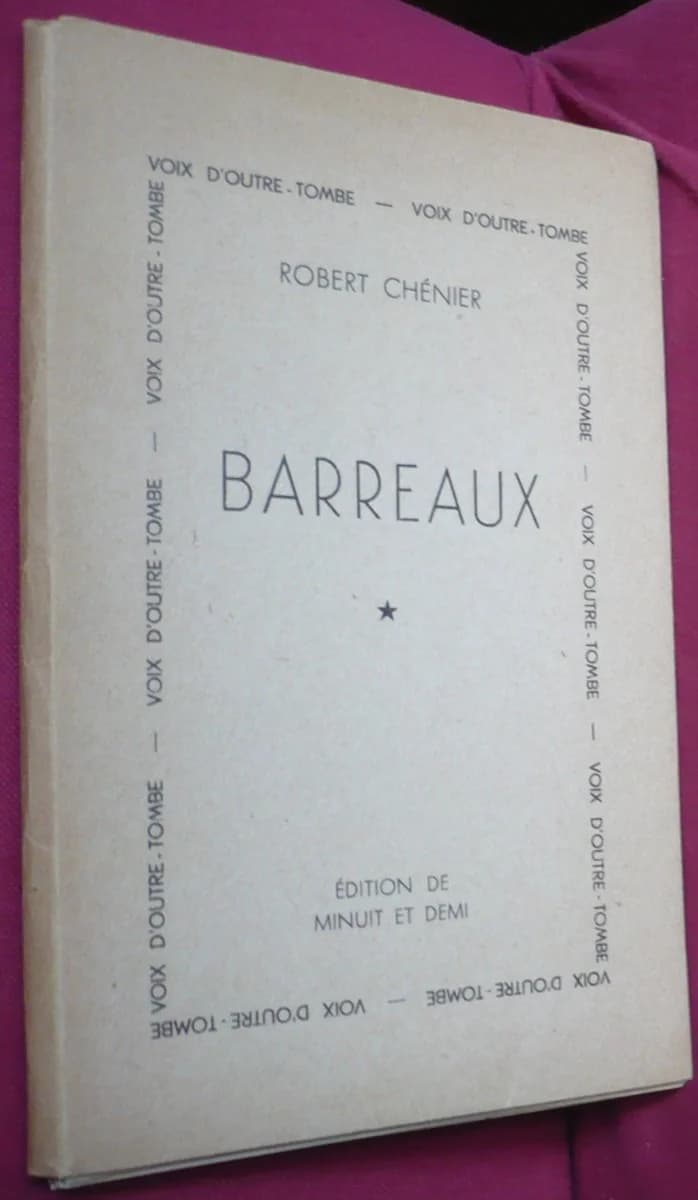 VOIX D'OUTRE-TOMBE — VOIX D'OUTRE-TOMBE
VOIX D'OUTRE-TOMBE — VOIX D'OUTRE-TOMBE — VOIX D'OUTRE-TOMBE
VOIX D'OUTRE-TOMBE — VOIX D'OUTRE-TOMBE
VOIX D'OUTRE-TOMBE — VOIX D'OUTRE-TOMBE — VOIX D'OUTRE-TOMBE
ROBERT CHÉNIER
BARREAUX
ÉDITION DE
MINUIT ET DEMI